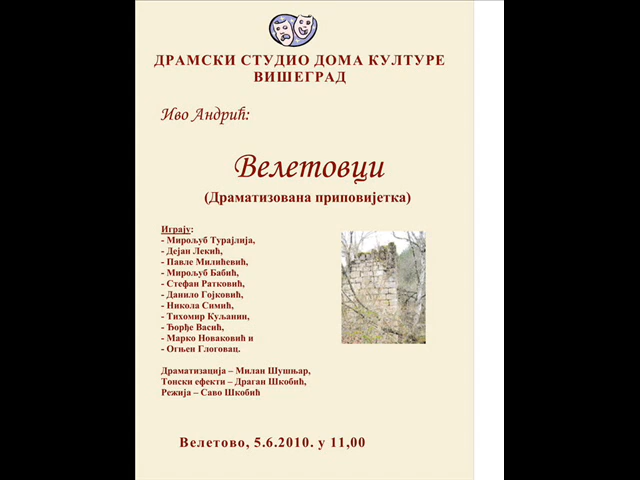 ДРАМСКИ СТУДИО ДОМА КУЛТУРЕ
ВИШЕГРАД
Иво Андрић:
Велетовци
(Драматизована приповијетка)
Играју:
- Мирољуб Турајлија,
- Дејан Лекић,
- Павле Милићевић,
- Мирољуб Бабић,
- Стефан Ратковић,
- Данило Гојковић,
- Никола Симић,
- Тихомир Куљанин,
- Ђорђе Васић,
- Марко Новаковић и
- Огњен Глоговац.
Драматизација – Милан Шушњар,
Тонски ефекти – Драган Шкобић,
Режија – Саво Шкобић
Велетово, 5.6.2010. у 11,00